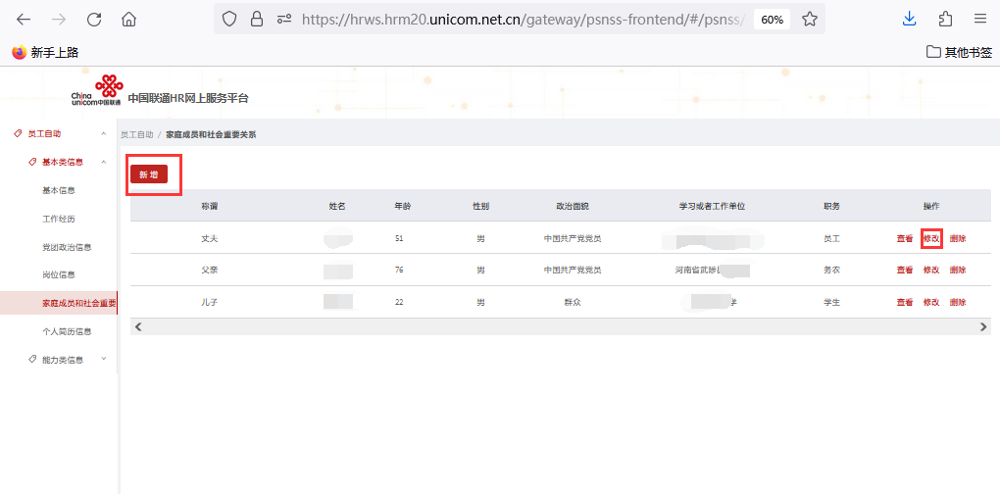 https://hrws.hrm20.unicom.net.cn/gateway/psnss-frontend/#/psnss/
60%
新手上路
其他书签
China unicom中国联通
中国联通HR网上服务平台
员工自助
员工自助 / 家庭成员和社会重要关系
基本类信息
新 增
基本信息
称谓 姓名 年龄 性别 政治面貌 学习或者工作单位 职务 操作
工作经历
丈夫 51 男 中国共产党党员 员工 查看 修改 删除
党团政治信息
父亲 76 男 中国共产党党员 河南省武陟 务农 查看 修改 删除
岗位信息
儿子 22 男 群众 学 学生 查看 修改 删除
家庭成员和社会重要
个人简历信息
能力类信息